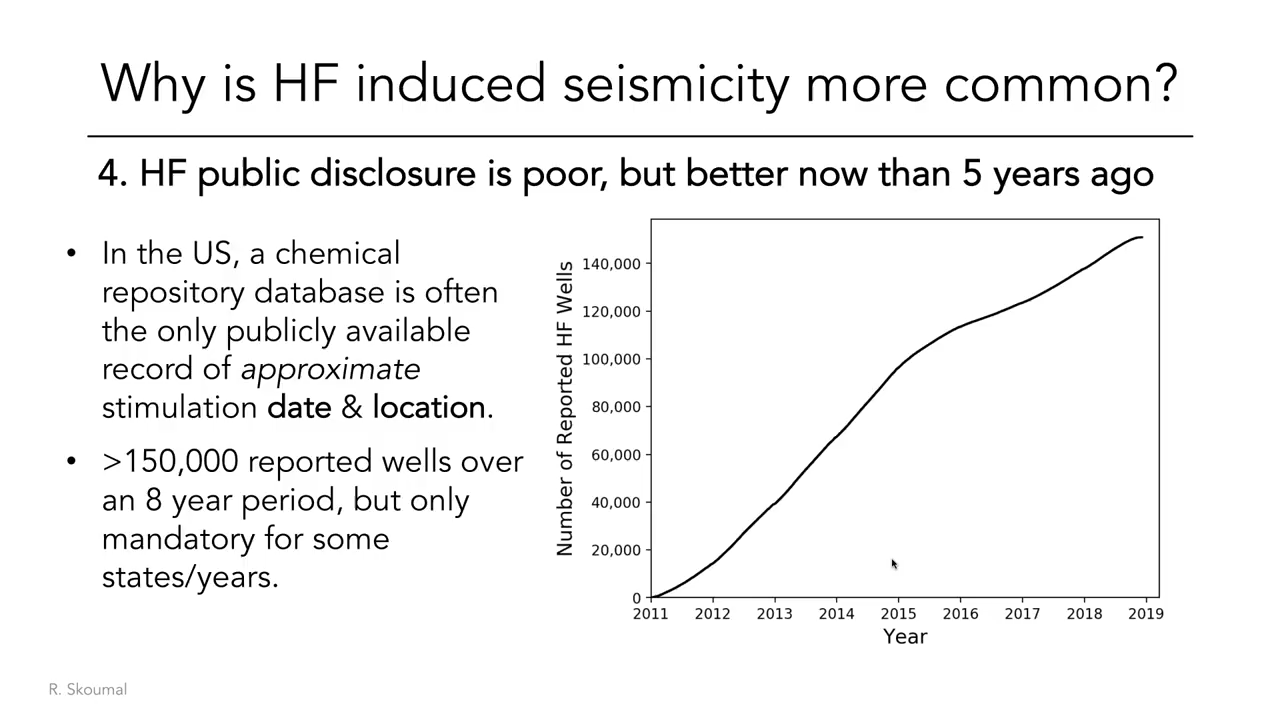 Why is HF induced seismicity more common?
4. HF public disclosure is poor, but better now than 5 years ago
• In the US, a chemical
repository database is often
the only publicly available
record of approximate
stimulation date & location.
• >150,000 reported wells over
an 8 year period, but only
mandatory for some
states/years.
Number of Reported HF Wells
140,000
120,000
100,000
80,000
60,000
40,000
20,000
0
2011 2012 2013 2014 2015 2016 2017 2018 2019
Year
R. Skoumal